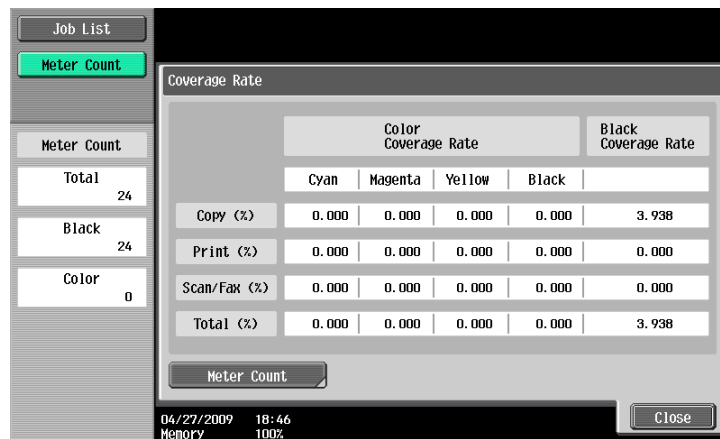 Job List
Meter Count
Meter Count
Total
24
Black
24
Color
0
Coverage Rate
Color
Coverage Rate
Black
Coverage Rate
Cyan Magenta Yellow Black
Copy (%) 0.000 0.000 0.000 0.000 3.938
Print (%) 0.000 0.000 0.000 0.000 0.000
Scan/Fax (%) 0.000 0.000 0.000 0.000 0.000
Total (%) 0.000 0.000 0.000 0.000 3.938
Meter Count
04/27/2009 18:46
Memory 100%
Close